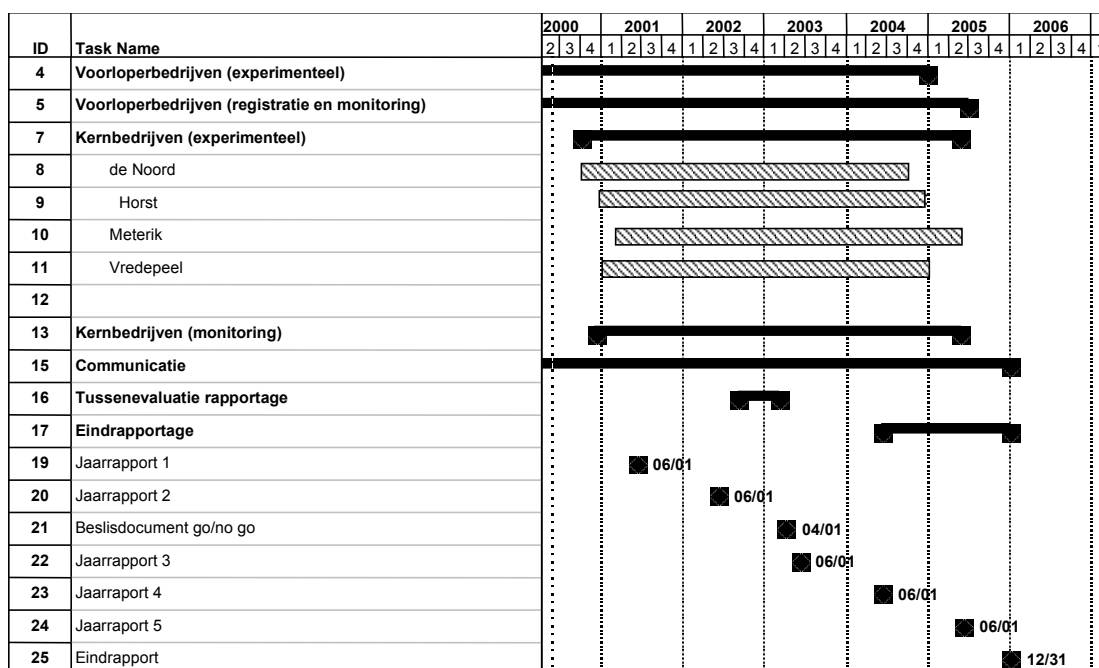 2000 2001 2002 2003 2004 2005 2006
ID Task Name 2 3 4 1 2 3 4 1 2 3 4 1 2 3 4 1 2 3 4 1 2 3 4 1 2 3 4
4 Voorloperbedrijven (experimenteel)
5 Voorloperbedrijven (registratie en monitoring)
7 Kernbedrijven (experimenteel)
8 de Noord
9 Horst
10 Meterik
11 Vredepeel
12
13 Kernbedrijven (monitoring)
15 Communicatie
16 Tussenevaluatie rapportage
17 Eindrapportage
19 Jaarrapport 1 06/01
20 Jaarrapport 2 06/01
21 Beslisdocument go/no go 04/01
22 Jaarrapport 3 06/01
23 Jaarraport 4 06/01
24 Jaarraport 5 06/01
25 Eindrapport 12/31